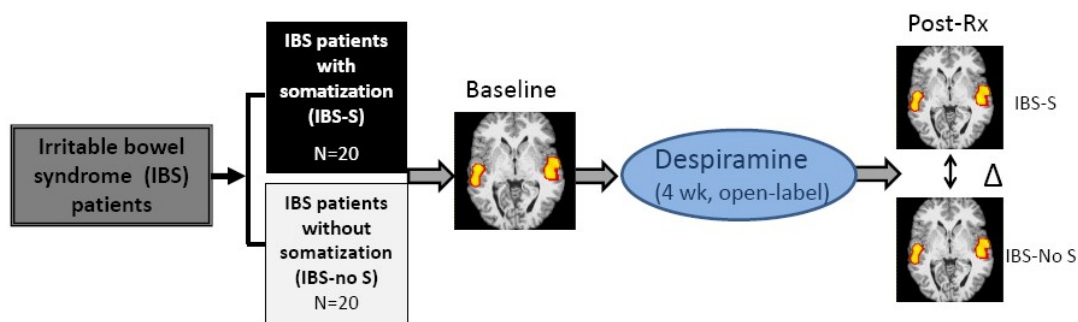 Irritable bowel
syndrome (IBS)
patients
IBS patients
with
somatization
(IBS-S)
N=20
IBS patients
without
somatization
(IBS-no S)
N=20
Baseline
Despiramine
(4 wk, open-label)
Post-Rx
IBS-S
Δ
IBS-No S